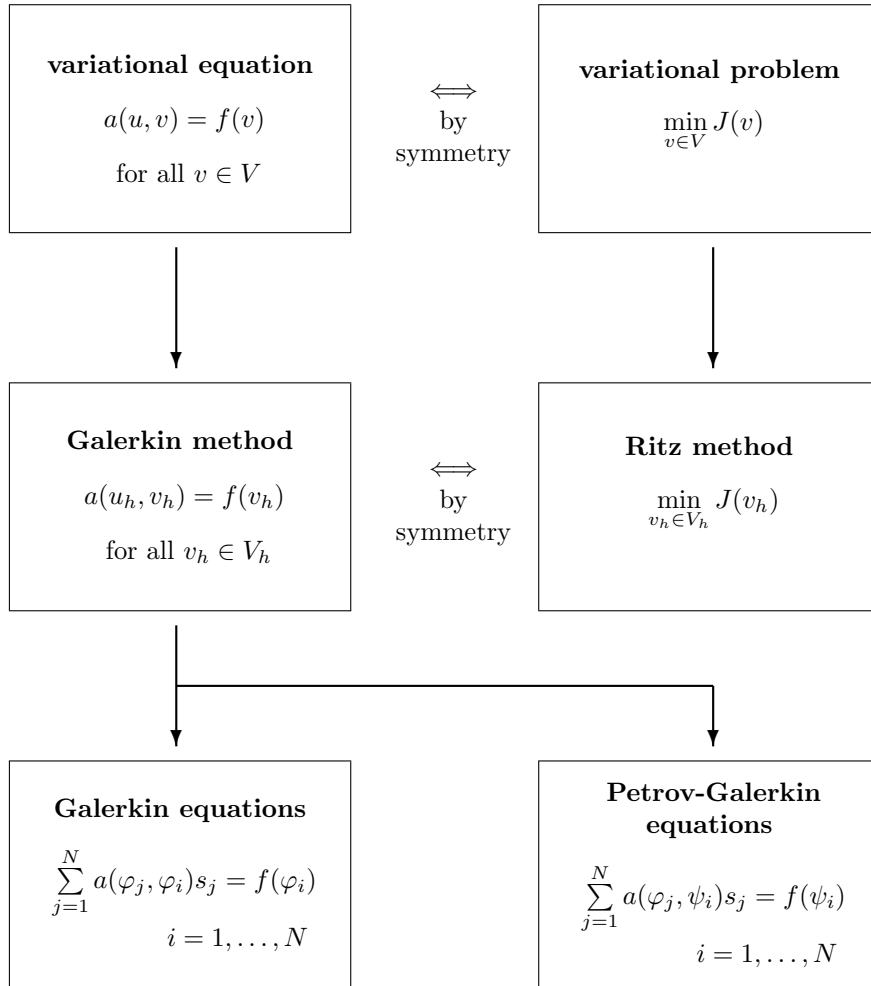 variational equation
a(u, v) = f(v)
for all v ∈ V
⟺
by
symmetry
variational problem
min J(v)
v∈V
Galerkin method
a(u_h, v_h) = f(v_h)
for all v_h ∈ V_h
⟺
by
symmetry
Ritz method
min J(v_h)
v_h∈V_h
Galerkin equations
N
∑ a(φ_j, φ_i)s_j = f(φ_i)
j=1
i = 1, . . . , N
Petrov-Galerkin
equations
N
∑ a(φ_j, ψ_i)s_j = f(ψ_i)
j=1
i = 1, . . . , N